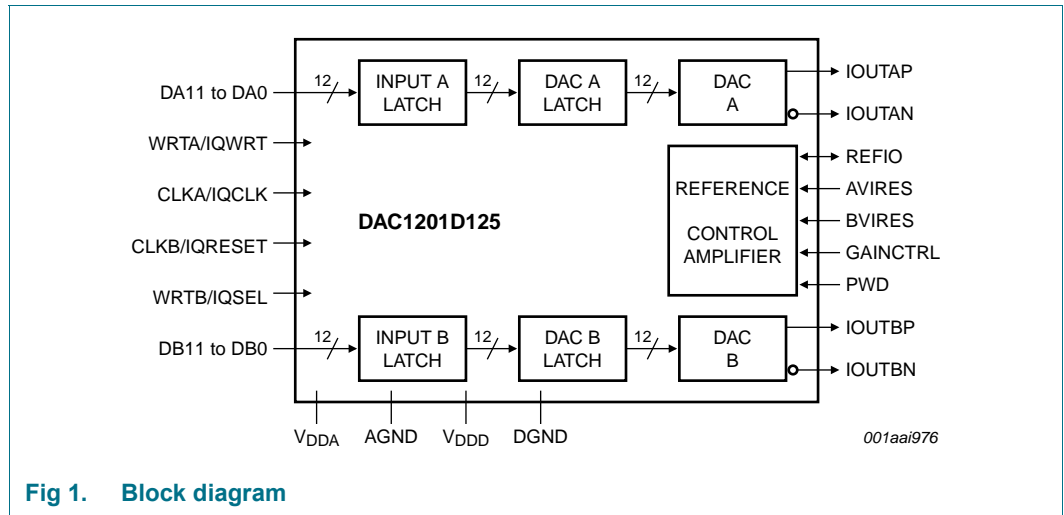 DA11 to DA0
12
INPUT A
LATCH
12
DAC A
LATCH
12
DAC
A
IOUTAP
IOUTAN
WRTA/IQWRT
CLKA/IQCLK
CLKB/IQRESET
WRTB/IQSEL
DAC1201D125
REFERENCE
CONTROL
AMPLIFIER
REFIO
AVIRES
BVIRES
GAINCTRL
PWD
DB11 to DB0
12
INPUT B
LATCH
12
DAC B
LATCH
12
DAC
B
IOUTBP
IOUTBN
VDDA AGND VDDD DGND
001aai976
Fig 1. Block diagram